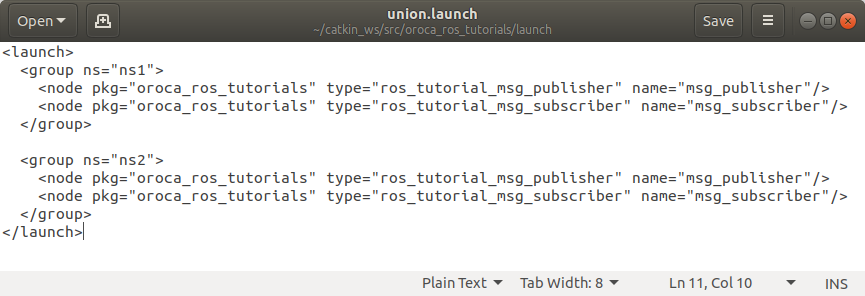 Open
union.launch
~/catkin_ws/src/oroca_ros_tutorials/launch
Save
<launch>
  <group ns="ns1">
    <node pkg="oroca_ros_tutorials" type="ros_tutorial_msg_publisher" name="msg_publisher"/>
    <node pkg="oroca_ros_tutorials" type="ros_tutorial_msg_subscriber" name="msg_subscriber"/>
  </group>

  <group ns="ns2">
    <node pkg="oroca_ros_tutorials" type="ros_tutorial_msg_publisher" name="msg_publisher"/>
    <node pkg="oroca_ros_tutorials" type="ros_tutorial_msg_subscriber" name="msg_subscriber"/>
  </group>
</launch>
Plain Text Tab Width: 8 Ln 11, Col 10 INS